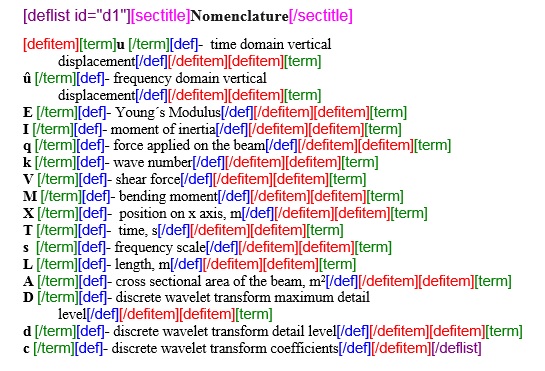 [deflist id="d1"][sectitle]Nomenclature[/sectitle]
[defitem][term]u [/term][def]- time domain vertical
displacement[/def][/defitem][defitem][term]
û [/term][def]- frequency domain vertical
displacement[/def][/defitem][defitem][term]
E [/term][def]- Young´s Modulus[/def][/defitem][defitem][term]
I [/term][def]- moment of inertia[/def][/defitem][defitem][term]
q [/term][def]- force applied on the beam[/def][/defitem][defitem][term]
k [/term][def]- wave number[/def][/defitem][defitem][term]
V [/term][def]- shear force[/def][/defitem][defitem][term]
M [/term][def]- bending moment[/def][/defitem][defitem][term]
X [/term][def]- position on x axis, m[/def][/defitem][defitem][term]
T [/term][def]- time, s[/def][/defitem][defitem][term]
s [/term][def]- frequency scale[/def][/defitem][defitem][term]
L [/term][def]- length, m[/def][/defitem][defitem][term]
A [/term][def]- cross sectional area of the beam, m²[/def][/defitem][defitem][term]
D [/term][def]- discrete wavelet transform maximum detail
level[/def][/defitem][defitem][term]
d [/term][def]- discrete wavelet transform detail level[/def][/defitem][defitem][term]
c [/term][def]- discrete wavelet transform coefficients[/def][/defitem][/deflist]